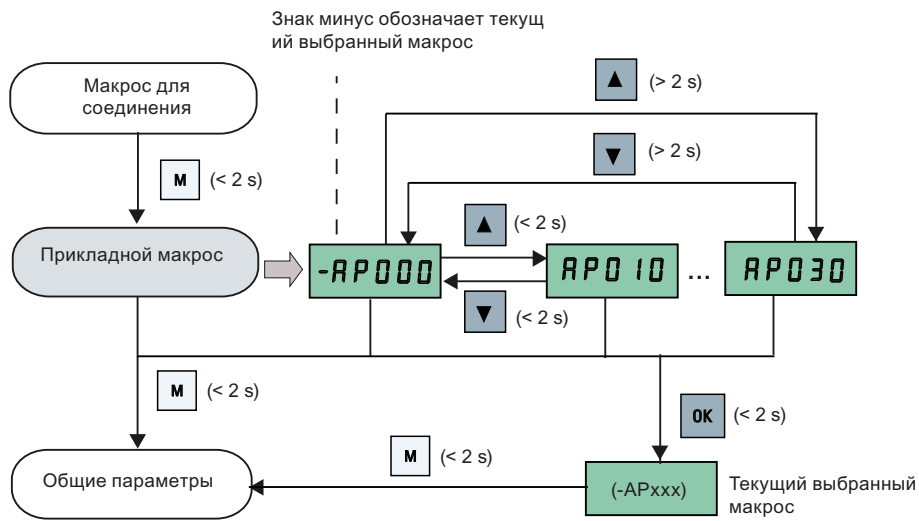 Знак минус обозначает текущ
ий выбранный макрос
Макрос для
соединения
(> 2 s)
(> 2 s)
M (< 2 s)
Прикладной макрос
(< 2 s)
-AP000
AP010
...
AP030
(< 2 s)
M (< 2 s)
OK (< 2 s)
M (< 2 s)
Общие параметры
(-APxxx)
Текущий выбранный
макрос